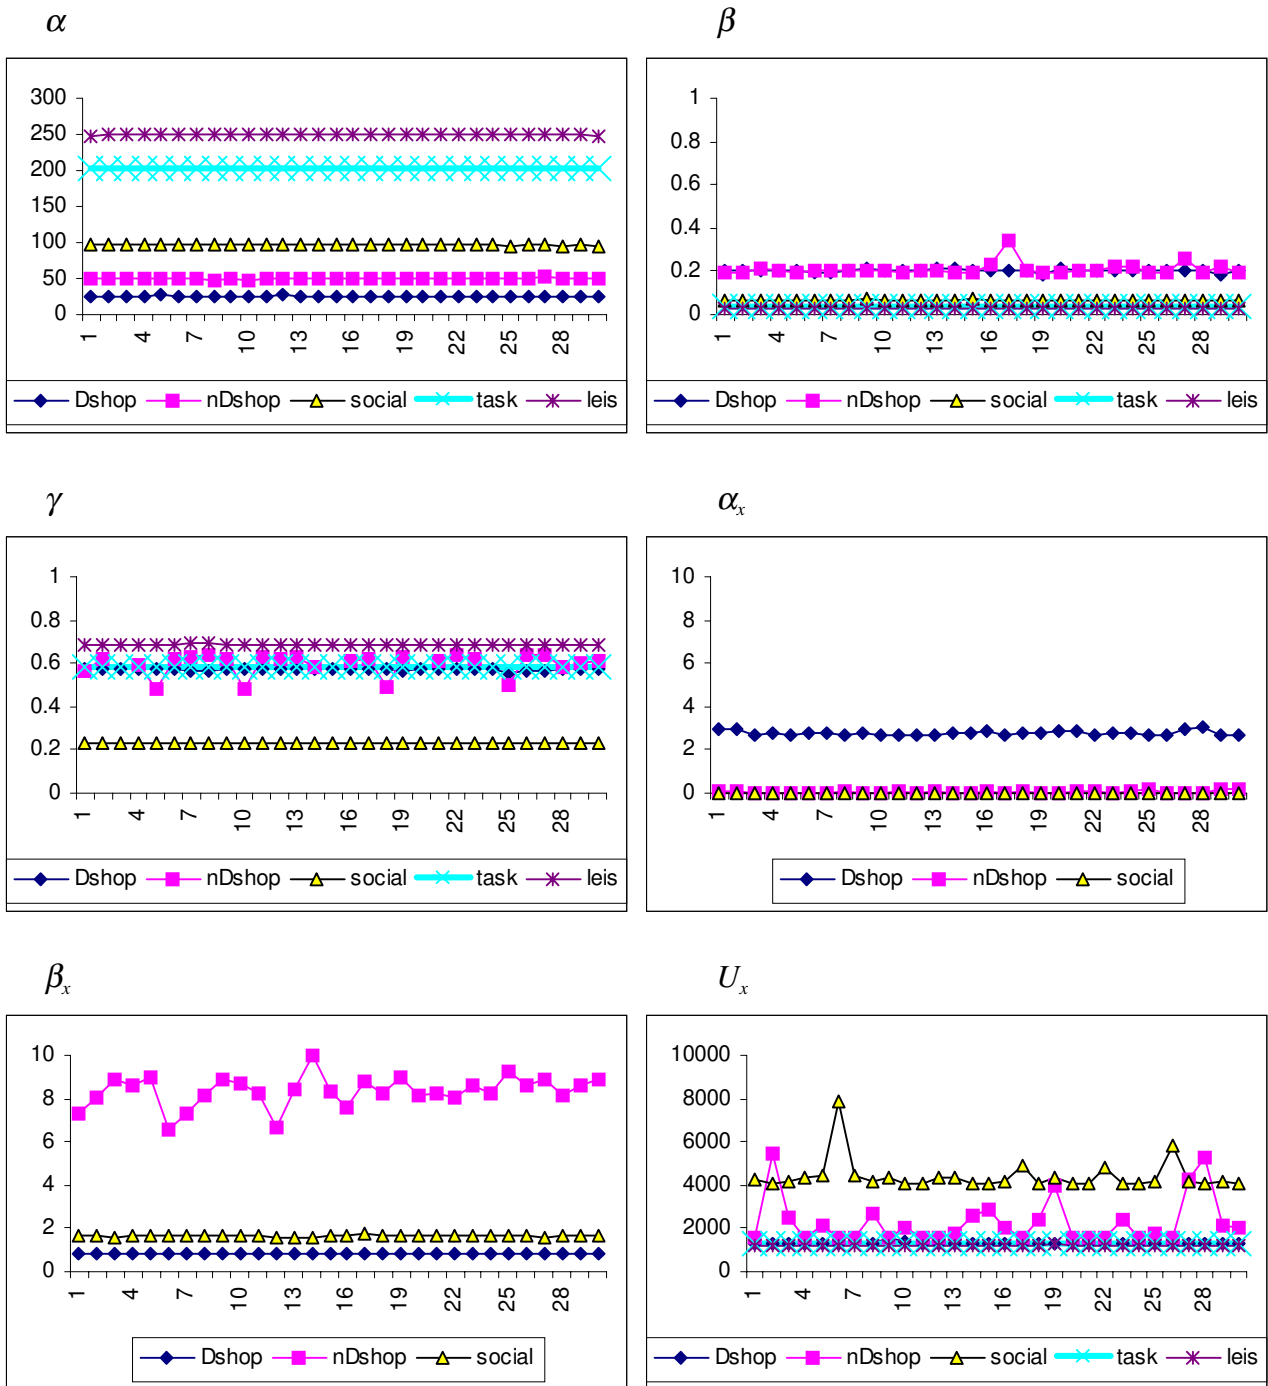 α
300
250
200
150
100
50
0
1 4 7 10 13 16 19 22 25 28
Dshop nDshop social task leis
β
1
0.8
0.6
0.4
0.2
0
1 4 7 10 13 16 19 22 25 28
Dshop nDshop social task leis
γ
1
0.8
0.6
0.4
0.2
0
1 4 7 10 13 16 19 22 25 28
Dshop nDshop social task leis
αx
10
8
6
4
2
0
1 4 7 10 13 16 19 22 25 28
Dshop nDshop social
βx
10
8
6
4
2
0
1 4 7 10 13 16 19 22 25 28
Dshop nDshop social
Ux
10000
8000
6000
4000
2000
0
1 4 7 10 13 16 19 22 25 28
Dshop nDshop social task leis